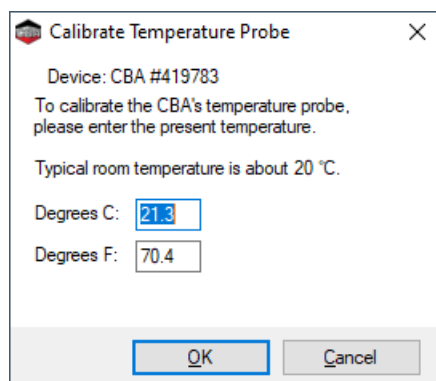 Calibrate Temperature Probe
Device: CBA #419783
To calibrate the CBA's temperature probe,
please enter the present temperature.
Typical room temperature is about 20 °C.
Degrees C: 21.3
Degrees F: 70.4
OK Cancel